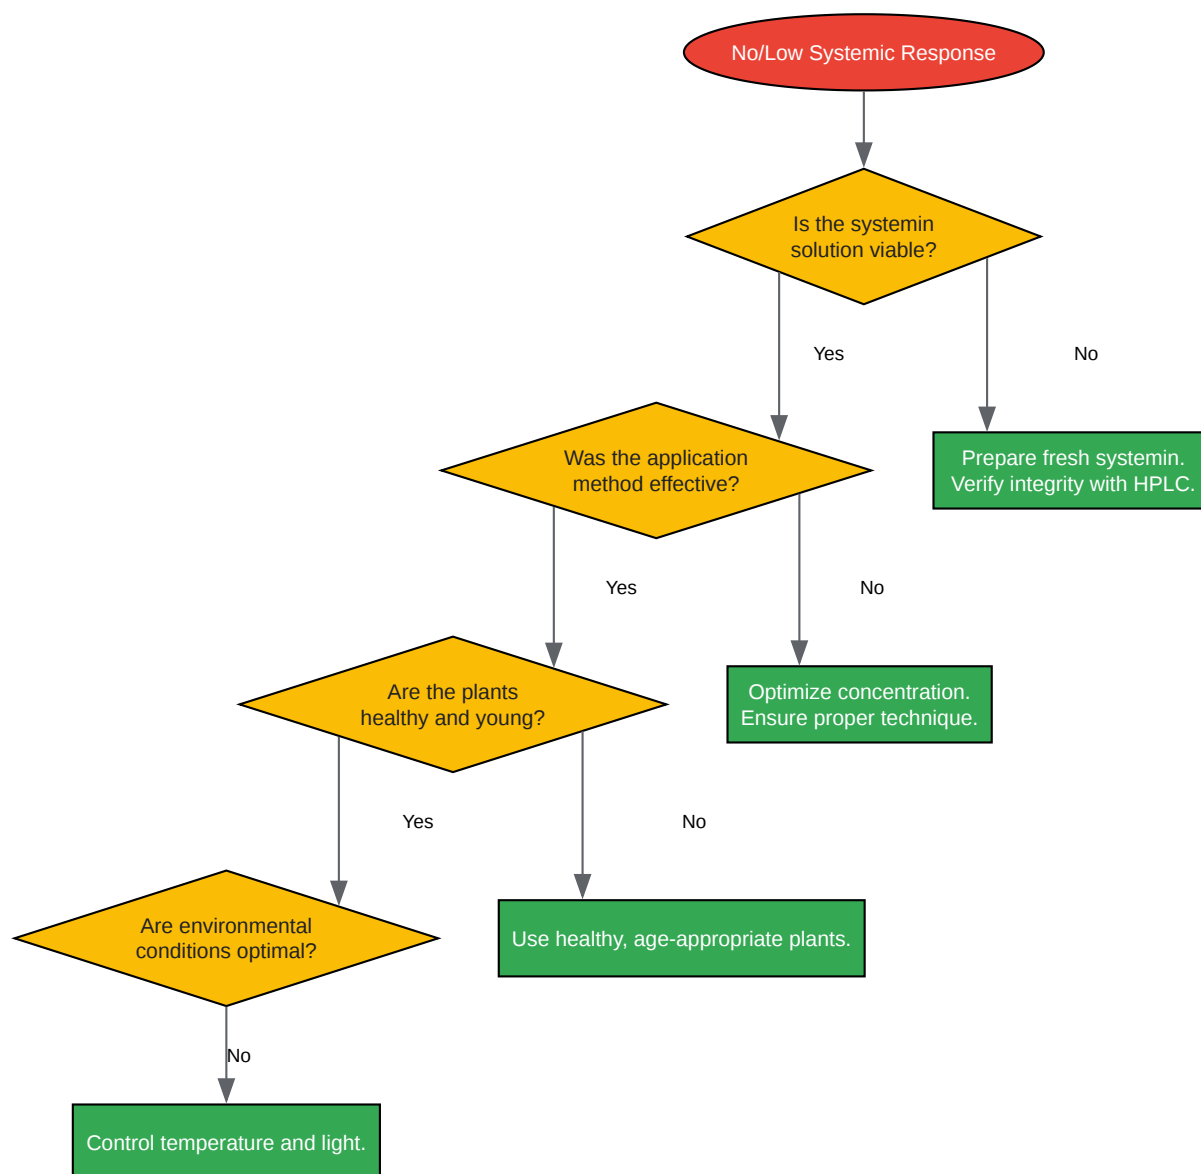 No/Low Systemic Response
Is the systemin
solution viable?
Yes
No
Was the application
method effective?
Prepare fresh systemin.
Verify integrity with HPLC.
Yes
No
Are the plants
healthy and young?
Optimize concentration.
Ensure proper technique.
Yes
No
Are environmental
conditions optimal?
Use healthy, age-appropriate plants.
No
Control temperature and light.